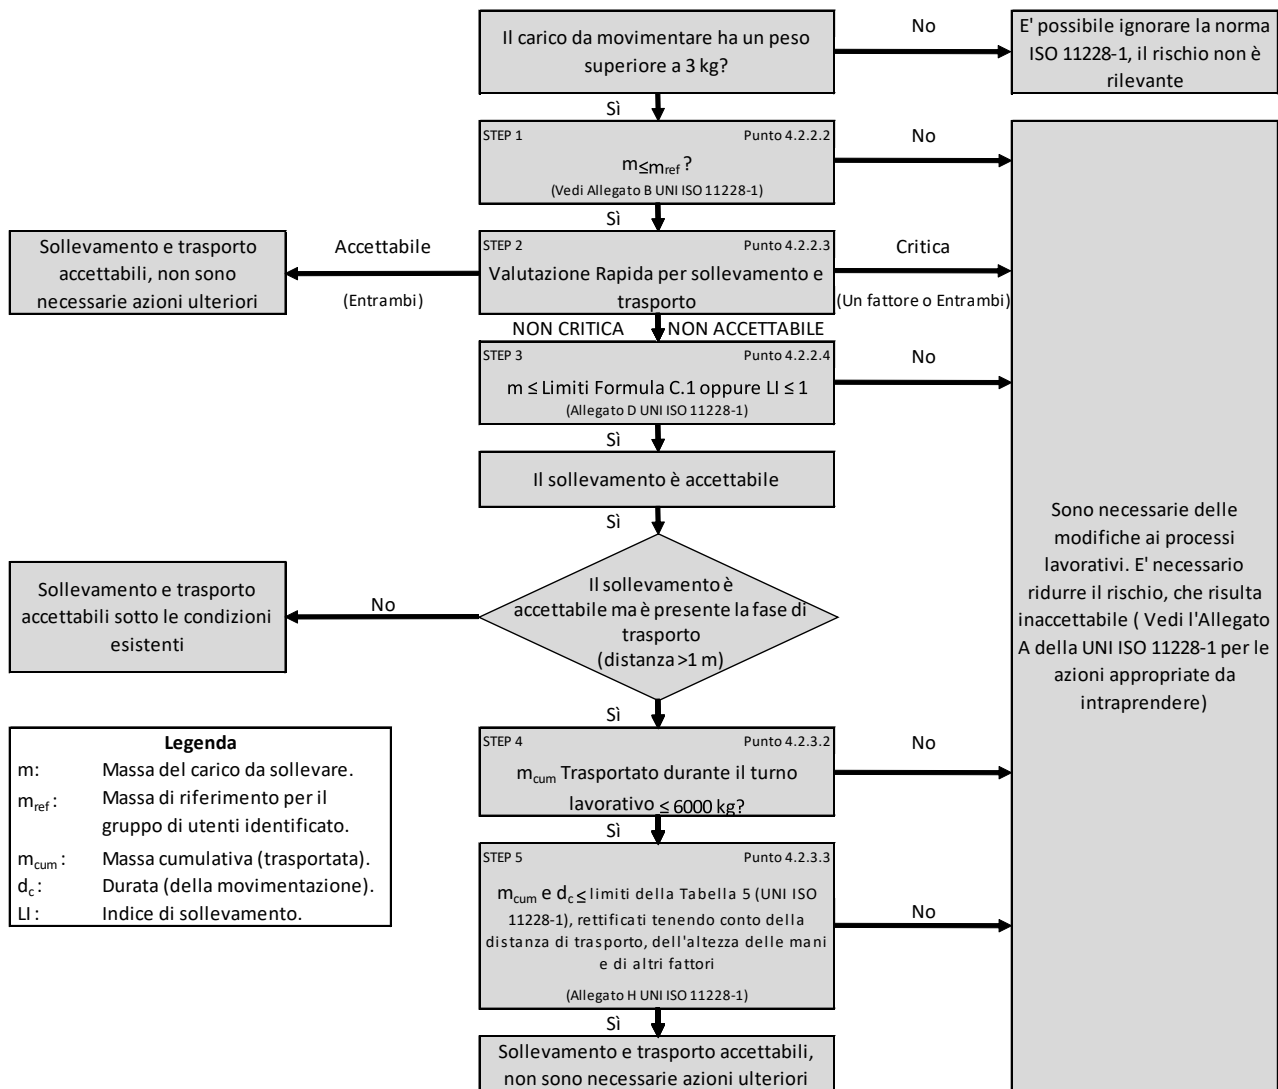 Il carico da movimentare ha un peso
superiore a 3 kg?
No
E' possibile ignorare la norma
ISO 11228-1, il rischio non è
rilevante
Sì
STEP 1
Punto 4.2.2.2
m≤mref ?
(Vedi Allegato B UNI ISO 11228-1)
No
Sì
Sollevamento e trasporto
accettabili, non sono
necessarie azioni ulteriori
Accettabile
(Entrambi)
STEP 2
Punto 4.2.2.3
Valutazione Rapida per sollevamento e
trasporto
Critica
(Un fattore o Entrambi)
NON CRITICA
NON ACCETTABILE
STEP 3
Punto 4.2.2.4
m ≤ Limiti Formula C.1 oppure LI ≤ 1
(Allegato D UNI ISO 11228-1)
No
Sì
Il sollevamento è accettabile
Sì
Sollevamento e trasporto
accettabili sotto le condizioni
esistenti
No
Il sollevamento è
accettabile ma è presente la fase di
trasporto
(distanza >1 m)
Sono necessarie delle
modifiche ai processi
lavorativi. E' necessario
ridurre il rischio, che risulta
inaccettabile ( Vedi l'Allegato
A della UNI ISO 11228-1 per le
azioni appropriate da
intraprendere)
Sì
STEP 4
Punto 4.2.3.2
mcum Trasportato durante il turno
lavorativo ≤ 6000 kg?
No
Sì
STEP 5
Punto 4.2.3.3
mcum e dc ≤ limiti della Tabella 5 (UNI ISO
11228-1), rettificati tenendo conto della
distanza di trasporto, dell'altezza delle mani
e di altri fattori
(Allegato H UNI ISO 11228-1)
No
Sì
Sollevamento e trasporto accettabili,
non sono necessarie azioni ulteriori
Legenda
m: Massa del carico da sollevare.
mref : Massa di riferimento per il
gruppo di utenti identificato.
mcum : Massa cumulativa (trasportata).
dc : Durata (della movimentazione).
LI : Indice di sollevamento.